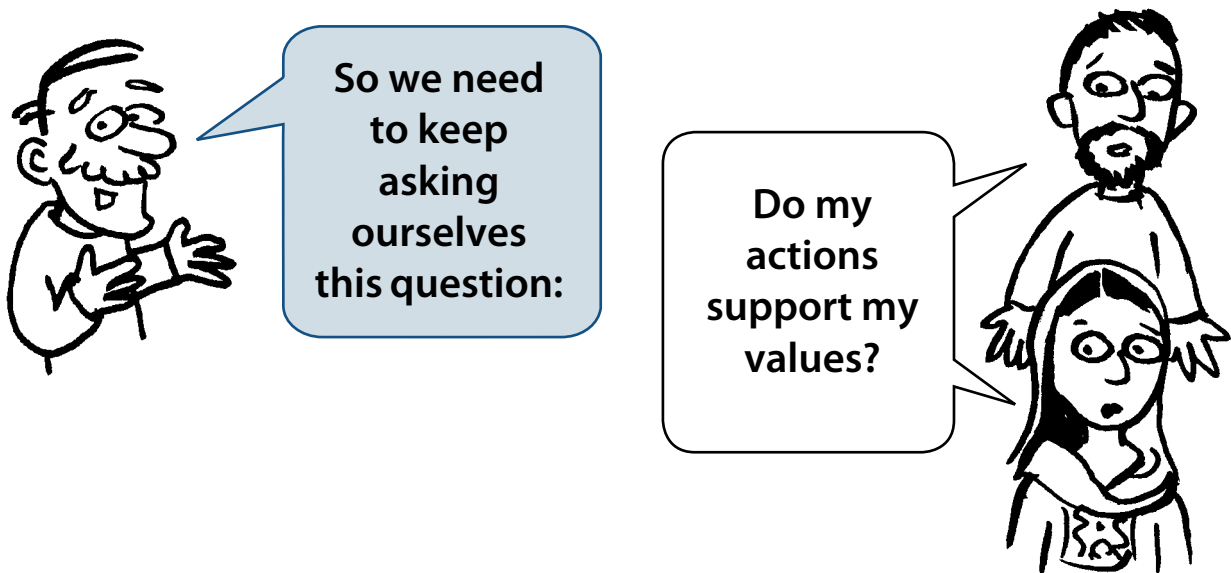 So we need
to keep
asking
ourselves
this question:
Do my
actions
support my
values?